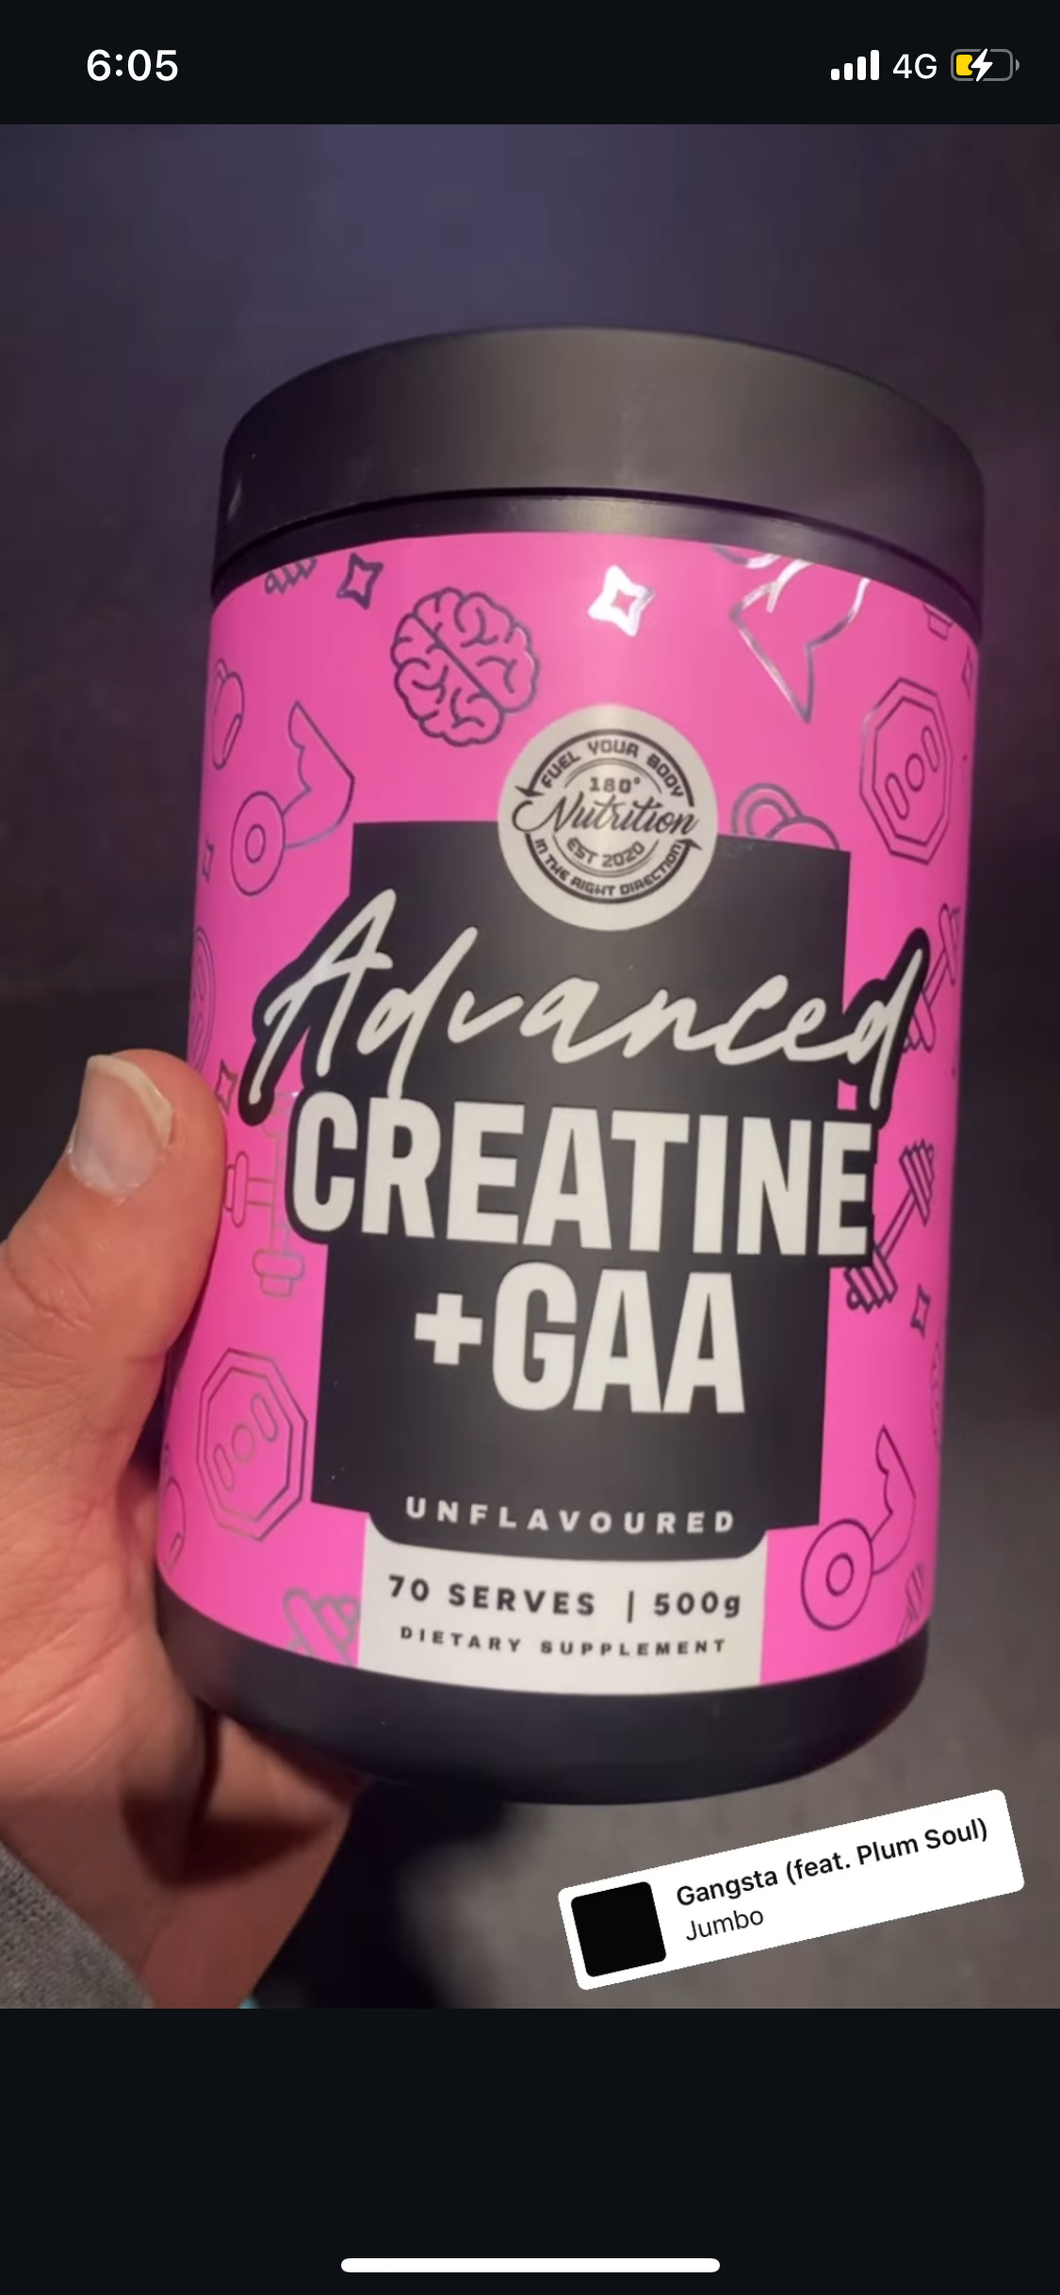 6:05
4G
FUEL YOUR BODY
180°
Nutrition
EST 2020
IN THE RIGHT DIRECTION
Advanced
CREATINE
+GAA
UNFLAVOURED
70 SERVES | 500g
DIETARY SUPPLEMENT
Gangsta (feat. Plum Soul)
Jumbo